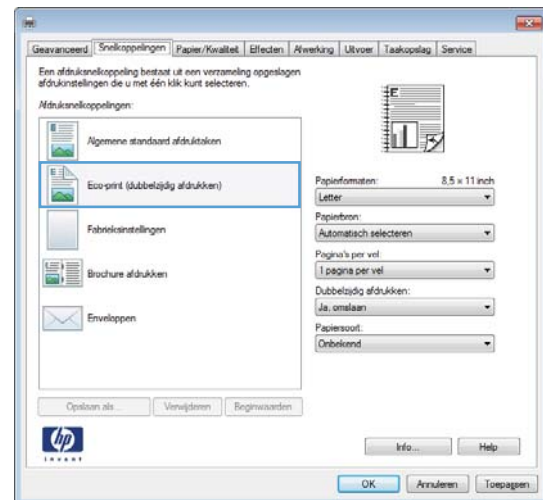 Geavanceerd Snelkoppelingen Papier/Kwaliteit Effecten Afwerking Uitvoer Taakopslag Service
Een afdruksnelkoppeling bestaat uit een verzameling opgeslagen
afdrukinstellingen die u met één klik kunt selecteren.
Afdruksnelkoppelingen:
Algemene standaard afdruktaken
Eco-print (dubbelzijdig afdrukken)
Fabrieksinstellingen
Brochure afdrukken
Enveloppen
Opslaan als...
Verwijderen
Beginwaarden
E
Papierformaten: 8,5 × 11 inch
Letter
Papierbron:
Automatisch selecteren
Pagina's per vel:
1 pagina per vel
Dubbelzijdig afdrukken:
Ja, omslaan
Papiersoort:
Onbekend
hp
invent
Info...
Help
OK
Annuleren
Toepassen